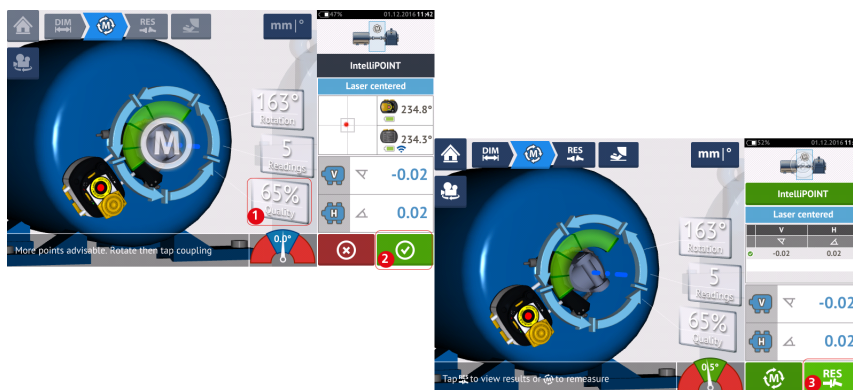 47%
01.12.2016 11:42
DIM
M
RES
mm|°
IntelliPOINT
Laser centered
234.8°
234.3°
163°
Rotation
M
5
Readings
65%
Quality
1
V
-0.02
H
0.02
More points advisable. Rotate then tap coupling
0.0°
2
52%
01.12.2016 11:
DIM
M
RES
mm|°
IntelliPOINT
Laser centered
V
H
-0.02
0.02
163°
Rotation
5
Readings
65%
Quality
V
-0.02
H
0.02
Tap RES to view results or M to remeasure
0.5°
M
3
RES